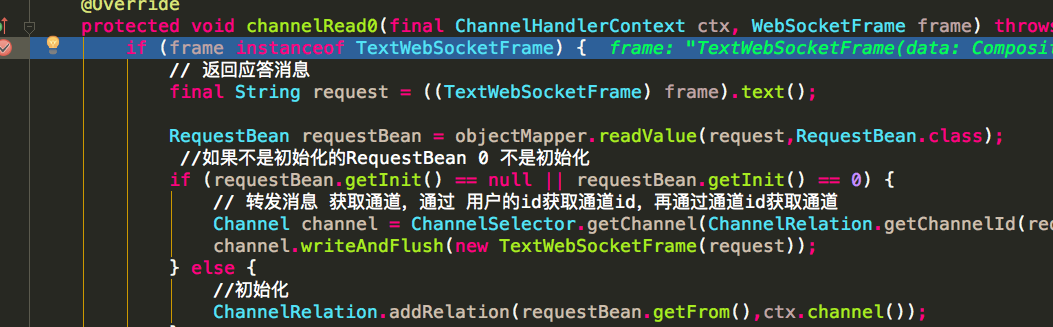 @Override
protected void channelRead0(final ChannelHandlerContext ctx, WebSocketFrame frame) throws
if (frame instanceof TextWebSocketFrame) { frame: "TextWebSocketFrame(data: Composit
// 返回应答消息
final String request = ((TextWebSocketFrame) frame).text();
RequestBean requestBean = objectMapper.readValue(request,RequestBean.class);
//如果不是初始化的RequestBean 0 不是初始化
if (requestBean.getInit() == null || requestBean.getInit() == 0) {
// 转发消息 获取通道，通过 用户的id获取通道id，再通过通道id获取通道
Channel channel = ChannelSelector.getChannel(ChannelRelation.getChannelId(req
channel.writeAndFlush(new TextWebSocketFrame(request));
} else {
//初始化
ChannelRelation.addRelation(requestBean.getFrom(),ctx.channel());